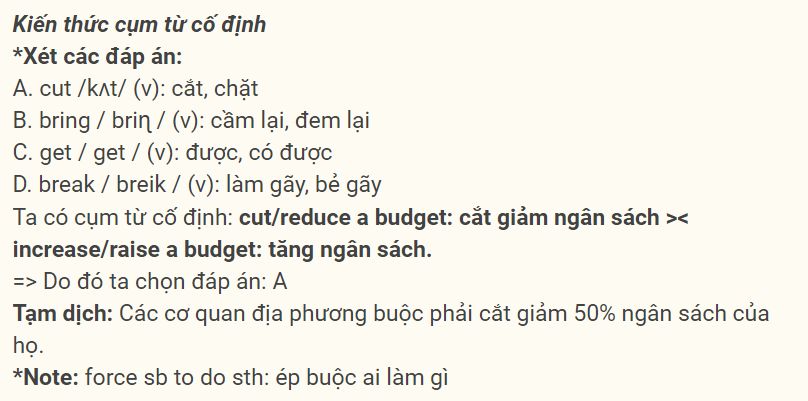 Kiến thức cụm từ cố định
*Xét các đáp án:
A. cut /kʌt/ (v): cắt, chặt
B. bring / briɳ / (v): cầm lại, đem lại
C. get / get / (v): được, có được
D. break / breik / (v): làm gãy, bẻ gãy
Ta có cụm từ cố định: cut/reduce a budget: cắt giảm ngân sách ><
increase/raise a budget: tăng ngân sách.
=> Do đó ta chọn đáp án: A
Tạm dịch: Các cơ quan địa phương buộc phải cắt giảm 50% ngân sách của
họ.
*Note: force sb to do sth: ép buộc ai làm gì